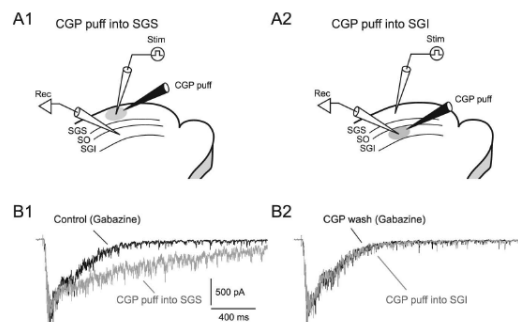 A1
CGP puff into SGS
Stim
CGP puff
Rec
SGS
SO
SGI
A2
CGP puff into SGI
Stim
CGP puff
Rec
SGS
SO
SGI
B1
Control (Gabazine)
CGP puff into SGS
500 pA
400 ms
B2
CGP wash (Gabazine)
CGP puff into SGI